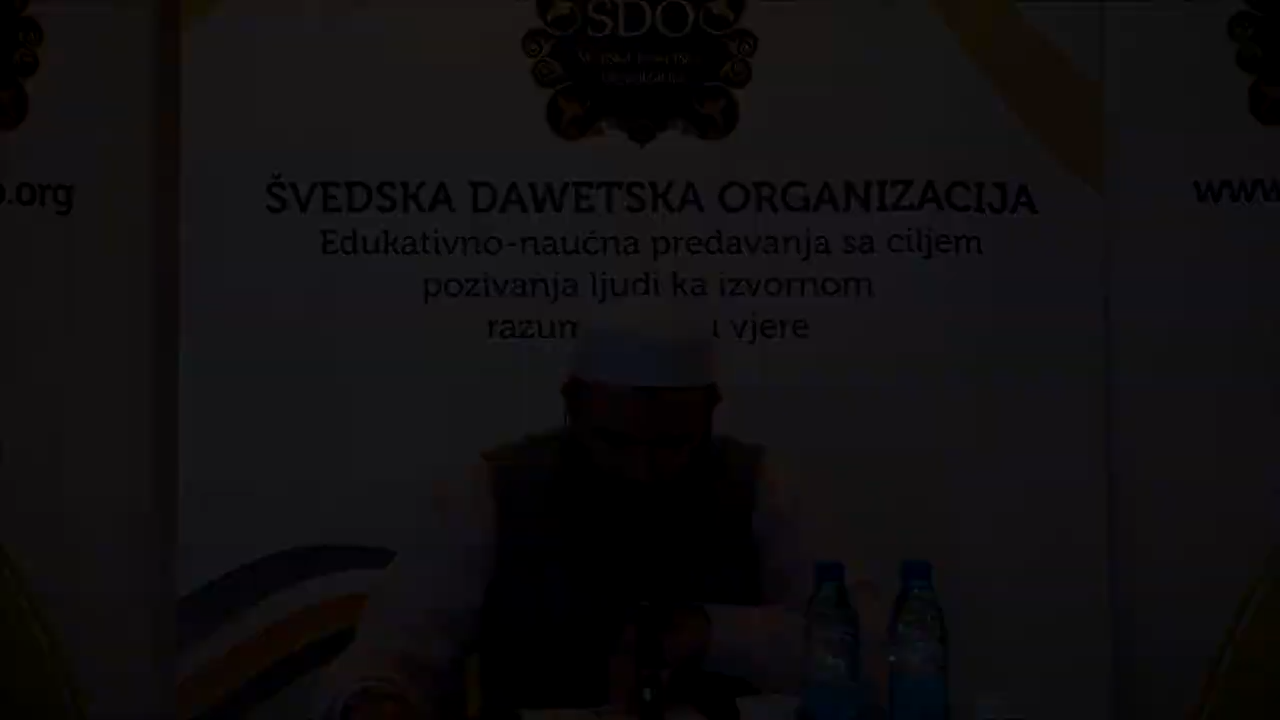 SDO
.org
ŠVEDSKA DAWETSKA ORGANIZACIJA
www
Edukativno-naučna predavanja sa ciljem
pozivanja ljudi ka izvornom
vjere